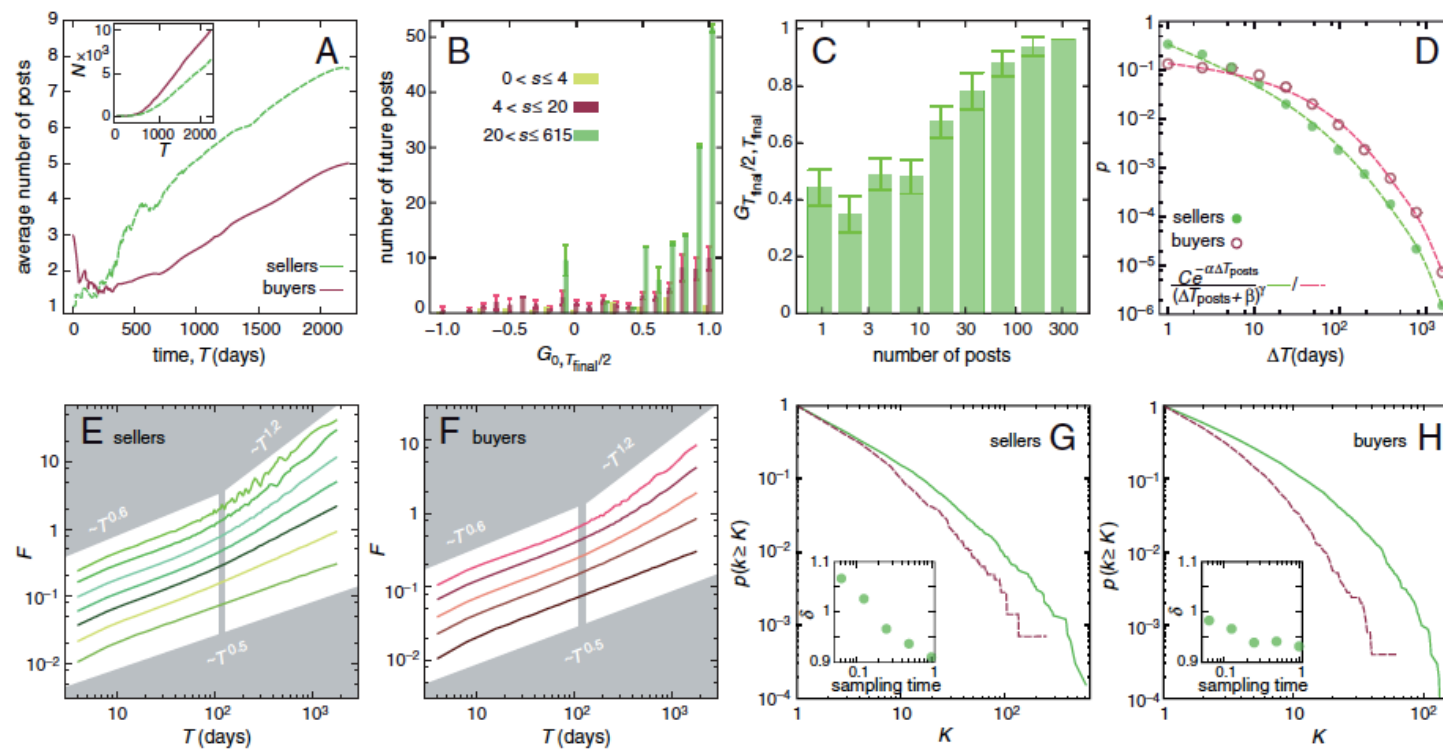 A
average number of posts
9
8
7
6
5
4
3
2
1
N×10³
10
5
0
0 1000 2000
T
sellers
buyers
0 500 1000 1500 2000
time, T (days)
B
number of future posts
50
40
30
20
10
0
0 < s ≤ 4
4 < s ≤ 20
20 < s ≤ 615
−1.0 −0.5 0 0.5 1.0
G0, Tfinal/2
C
GTfinal/2, Tfinal
1
0.8
0.6
0.4
0.2
0
1 3 10 30 100 300
number of posts
D
p
1
10⁻¹
10⁻²
10⁻³
10⁻⁴
10⁻⁵
10⁻⁶
sellers
buyers
Ce^−αΔTposts / (ΔTposts + β)^γ
/
1 10 10² 10³
ΔT (days)
E sellers
F
10
1
10⁻¹
10⁻²
~T^1.2
~T^0.6
~T^0.5
10 10² 10³
T (days)
F buyers
F
10
1
10⁻¹
10⁻²
~T^1.2
~T^0.6
~T^0.5
10 10² 10³
T (days)
sellers G
p(k ≥ K)
1
10⁻¹
10⁻²
10⁻³
10⁻⁴
δ
1.1
1
0.9
0.1 1
sampling time
1 10 10²
K
buyers H
p(k ≥ K)
1
10⁻¹
10⁻²
10⁻³
10⁻⁴
δ
1.1
1
0.9
0.1 1
sampling time
1 10 10²
K